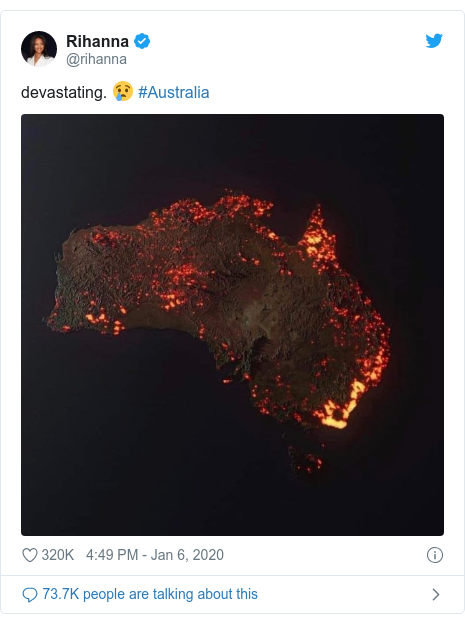 Rihanna
@rihanna
devastating. 😢 #Australia
320K 4:49 PM - Jan 6, 2020
73.7K people are talking about this